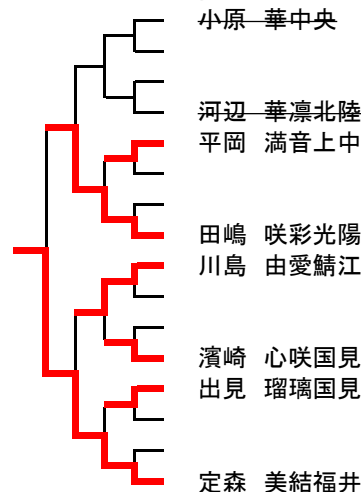 小原 華中央
河辺 華凛北陸
平岡 満音上中
田嶋 咲彩光陽
川島 由愛鯖江
濱崎 心咲国見
出見 瑠璃国見
定森 美結福井